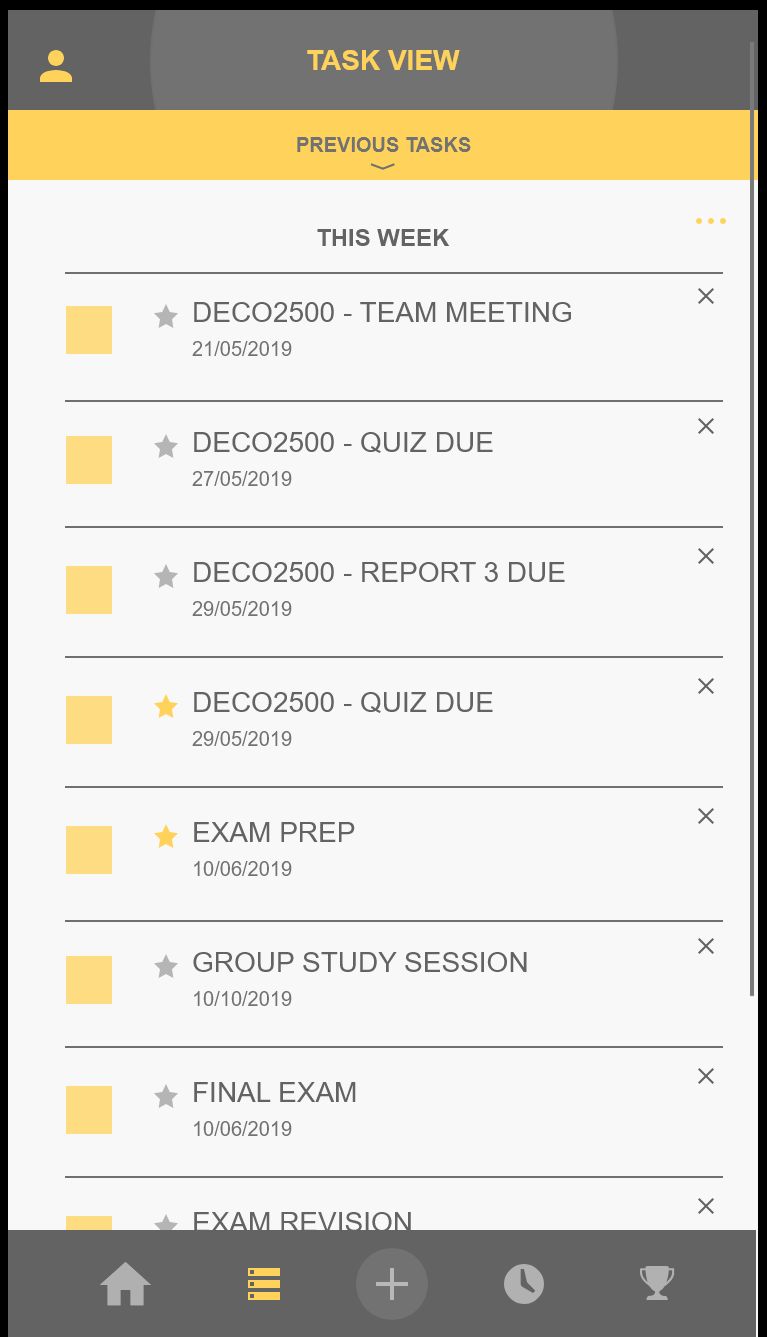 TASK VIEW
PREVIOUS TASKS
THIS WEEK
DECO2500 - TEAM MEETING
21/05/2019
DECO2500 - QUIZ DUE
27/05/2019
DECO2500 - REPORT 3 DUE
29/05/2019
DECO2500 - QUIZ DUE
29/05/2019
EXAM PREP
10/06/2019
GROUP STUDY SESSION
10/10/2019
FINAL EXAM
10/06/2019
EXAM REVISION